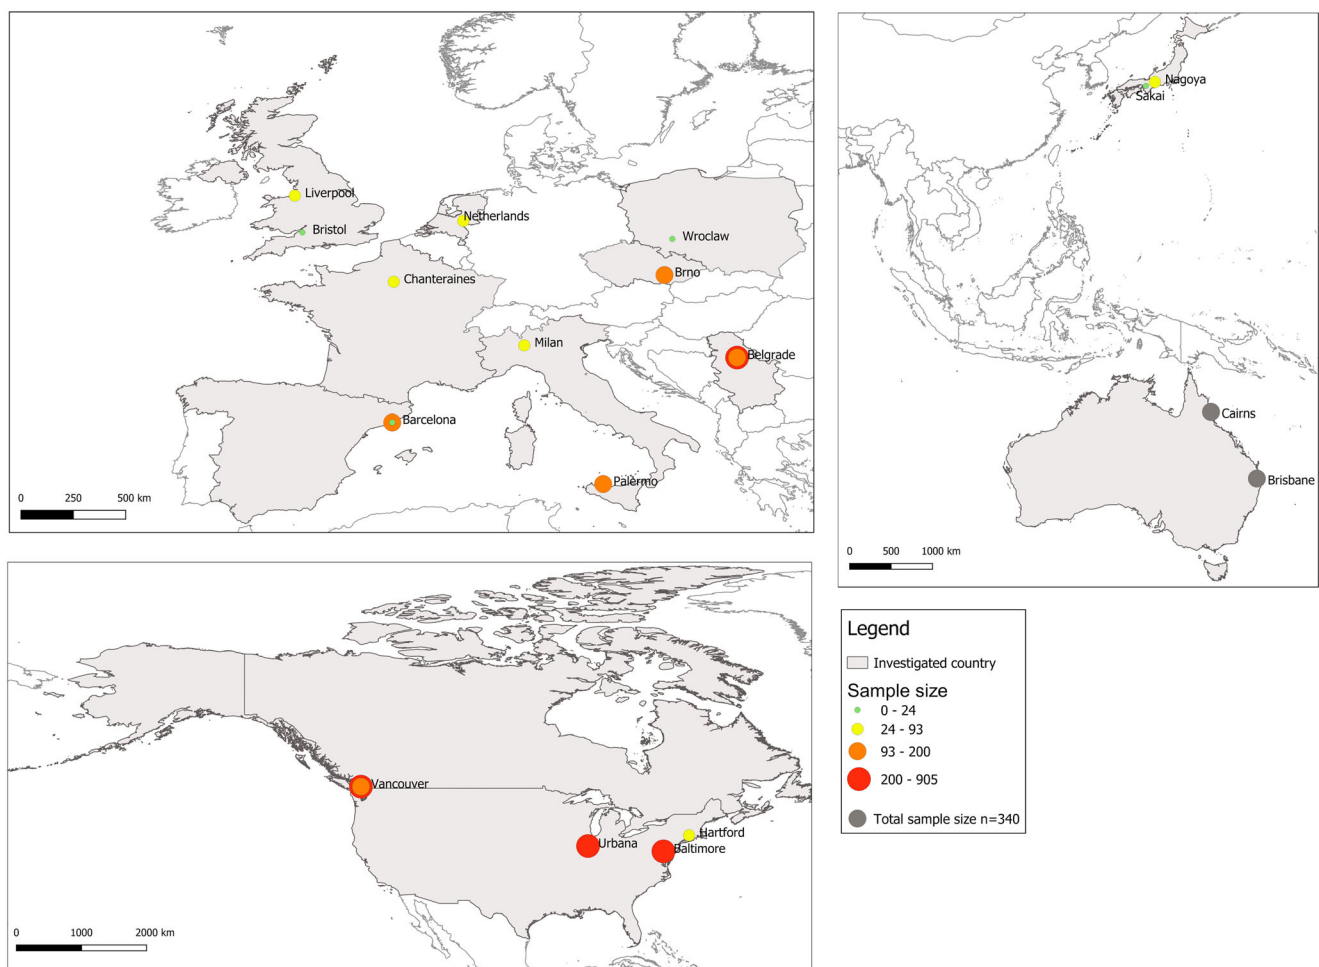 Liverpool
Bristol
Netherlands
Wroclaw
Brno
Chanteraines
Milan
Belgrade
Barcelona
Palermo
0 250 500 km
Nagoya
Sakai
Cairns
Brisbane
0 500 1000 km
Vancouver
Hartford
Urbana
Baltimore
0 1000 2000 km
Legend
Investigated country
Sample size
0 - 24
24 - 93
93 - 200
200 - 905
Total sample size n=340